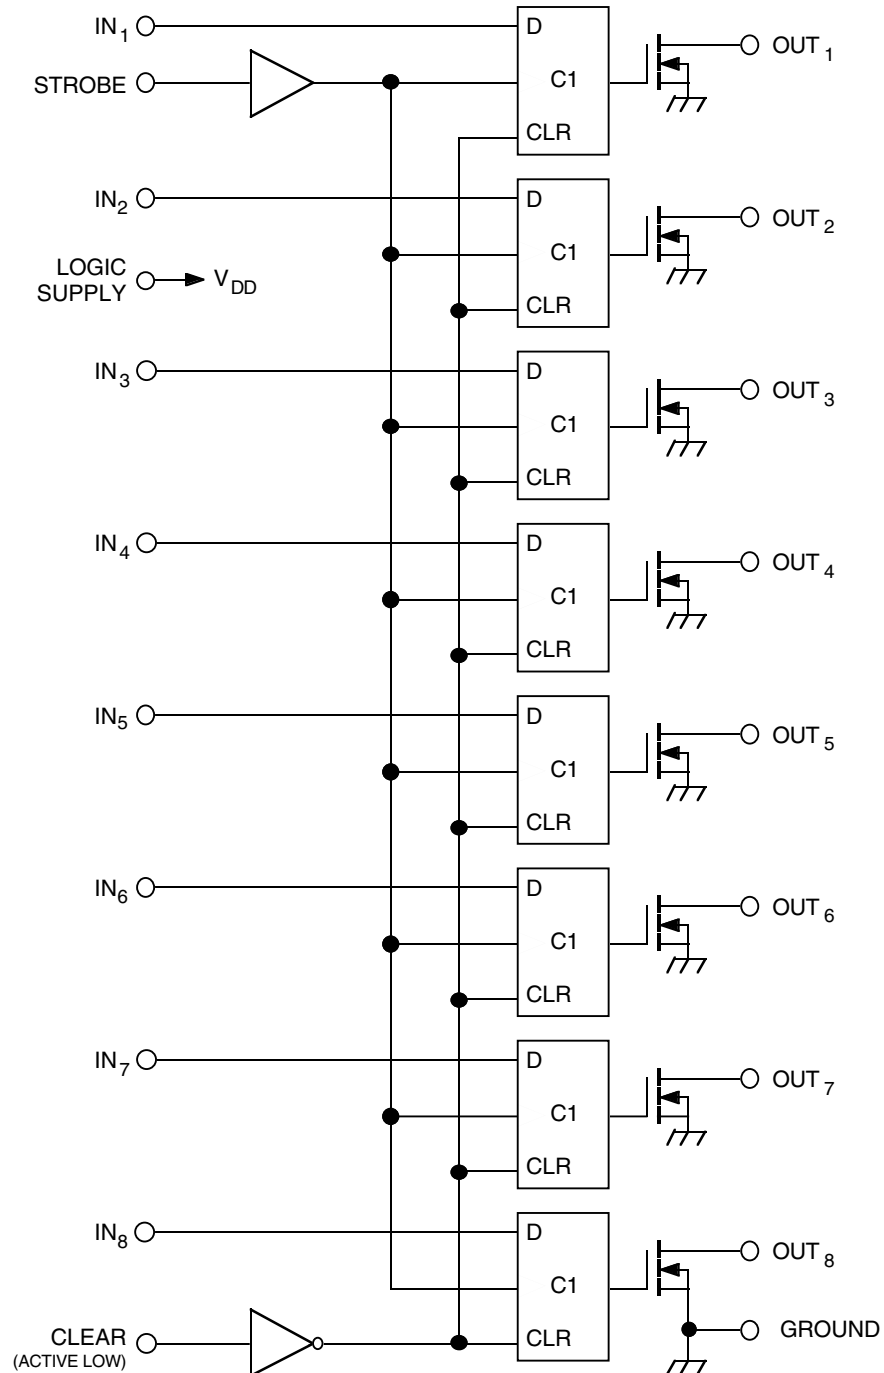 IN1 D OUT1
STROBE C1
CLR
IN2 D OUT2
LOGIC
SUPPLY VDD C1
CLR
IN3 D OUT3
C1
CLR
IN4 D OUT4
C1
CLR
IN5 D OUT5
C1
CLR
IN6 D OUT6
C1
CLR
IN7 D OUT7
C1
CLR
IN8 D OUT8
C1
CLEAR CLR GROUND
(ACTIVE LOW)